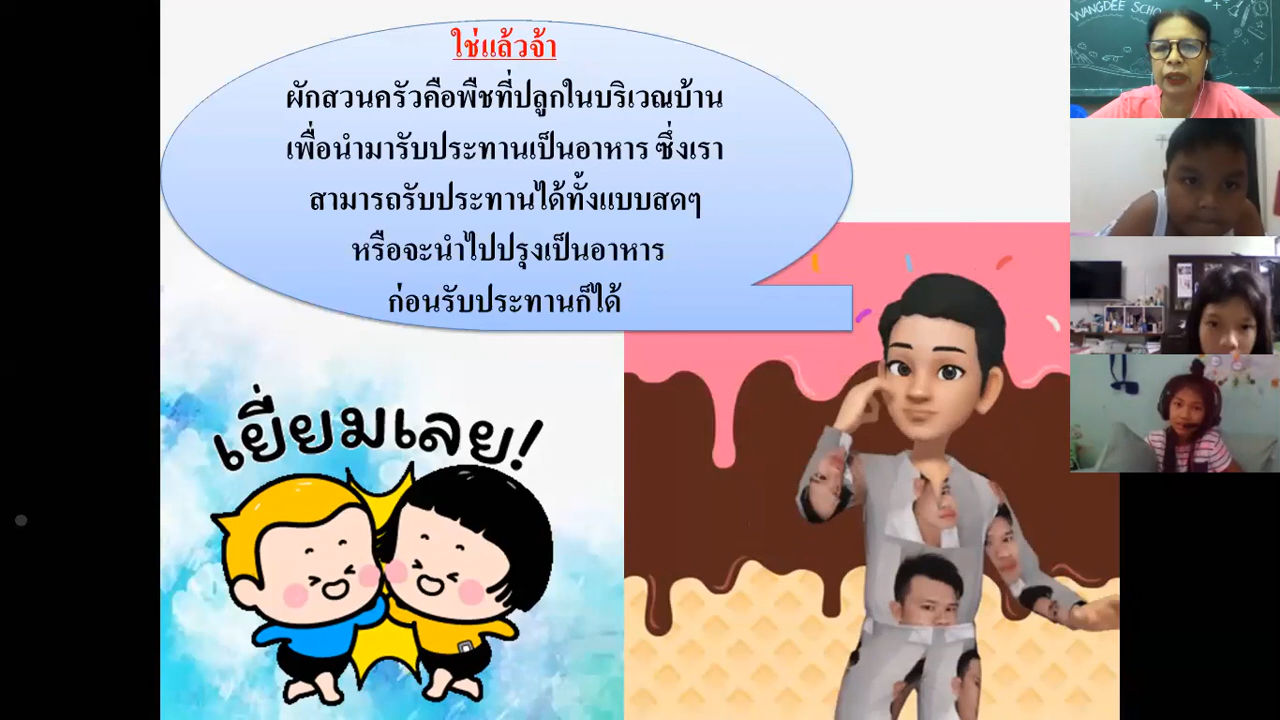 ใช่แล้วจ้า
ผักสวนครัวคือพืชที่ปลูกในบริเวณบ้าน
เพื่อนำมารับประทานเป็นอาหาร ซึ่งเรา
สามารถรับประทานได้ทั้งแบบสดๆ
หรือจะนำไปปรุงเป็นอาหาร
ก่อนรับประทานก็ได้
เยี่ยมเลย!
WANGDEE SCHO